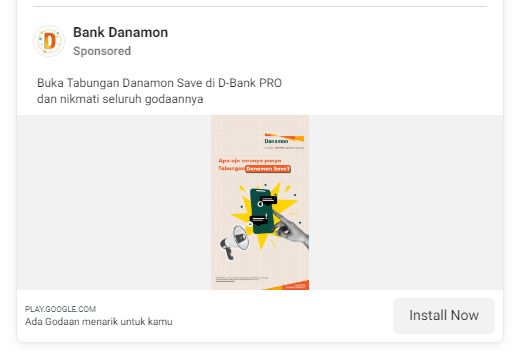 Bank Danamon
Sponsored
Buka Tabungan Danamon Save di D-Bank PRO
dan nikmati seluruh godaannya
Danamon
Apa aja serunya punya
Tabungan Danamon Save?
PLAY.GOOGLE.COM
Ada Godaan menarik untuk kamu
Install Now